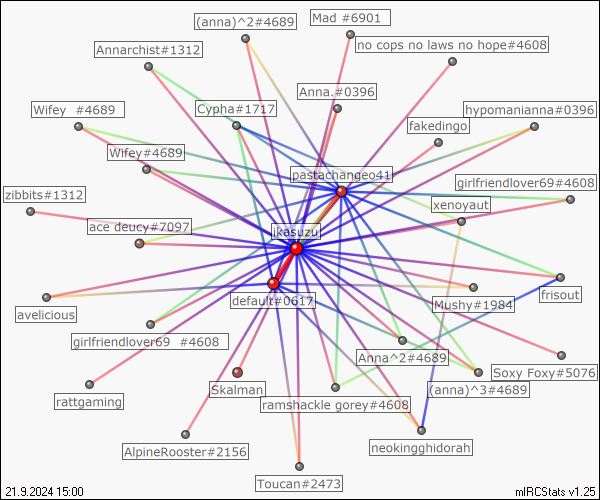 Mad #6901
(anna)^2#4689
no cops no laws no hope#4608
Annarchist#1312
Anna.#0396
Wifey  #4689
Cypha#1717
hypomanianna#0396
fakedingo
Wifey#4689
pastachangeo41
girlfriendlover69#4608
zibbits#1312
xenoyaut
ace deucy#7097
ikasuzu
default#0617
Mushy#1984
frisout
avelicious
girlfriendlover69  #4608
Anna^2#4689
Soxy Foxy#5076
rattgaming
Skalman
(anna)^3#4689
ramshackle gorey#4608
AlpineRooster#2156
neokingghidorah
Toucan#2473
21.9.2024 15:00
mIRCStats v1.25